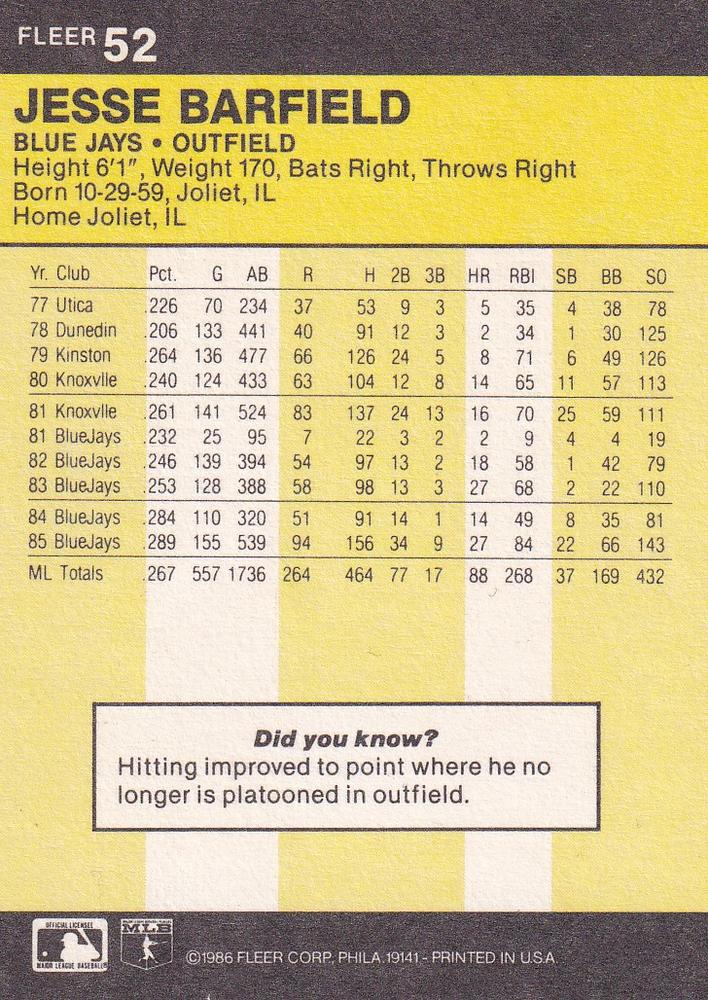 FLEER 52
JESSE BARFIELD
BLUE JAYS • OUTFIELD
Height 6'1", Weight 170, Bats Right, Throws Right
Born 10-29-59, Joliet, IL
Home Joliet, IL
Yr. Club Pct. G AB R H 2B 3B HR RBI SB BB SO
77 Utica .226 70 234 37 53 9 3 5 35 4 38 78
78 Dunedin .206 133 441 40 91 12 3 2 34 1 30 125
79 Kinston .264 136 477 66 126 24 5 8 71 6 49 126
80 Knoxvlle .240 124 433 63 104 12 8 14 65 11 57 113
81 Knoxvlle .261 141 524 83 137 24 13 16 70 25 59 111
81 BlueJays .232 25 95 7 22 3 2 2 9 4 4 19
82 BlueJays .246 139 394 54 97 13 2 18 58 1 42 79
83 BlueJays .253 128 388 58 98 13 3 27 68 2 22 110
84 BlueJays .284 110 320 51 91 14 1 14 49 8 35 81
85 BlueJays .289 155 539 94 156 34 9 27 84 22 66 143
ML Totals .267 557 1736 264 464 77 17 88 268 37 169 432
Did you know?
Hitting improved to point where he no
longer is platooned in outfield.
OFFICIAL LICENSEE
MAJOR LEAGUE BASEBALL
MLB
©1986 FLEER CORP. PHILA. 19141 - PRINTED IN U.S.A.